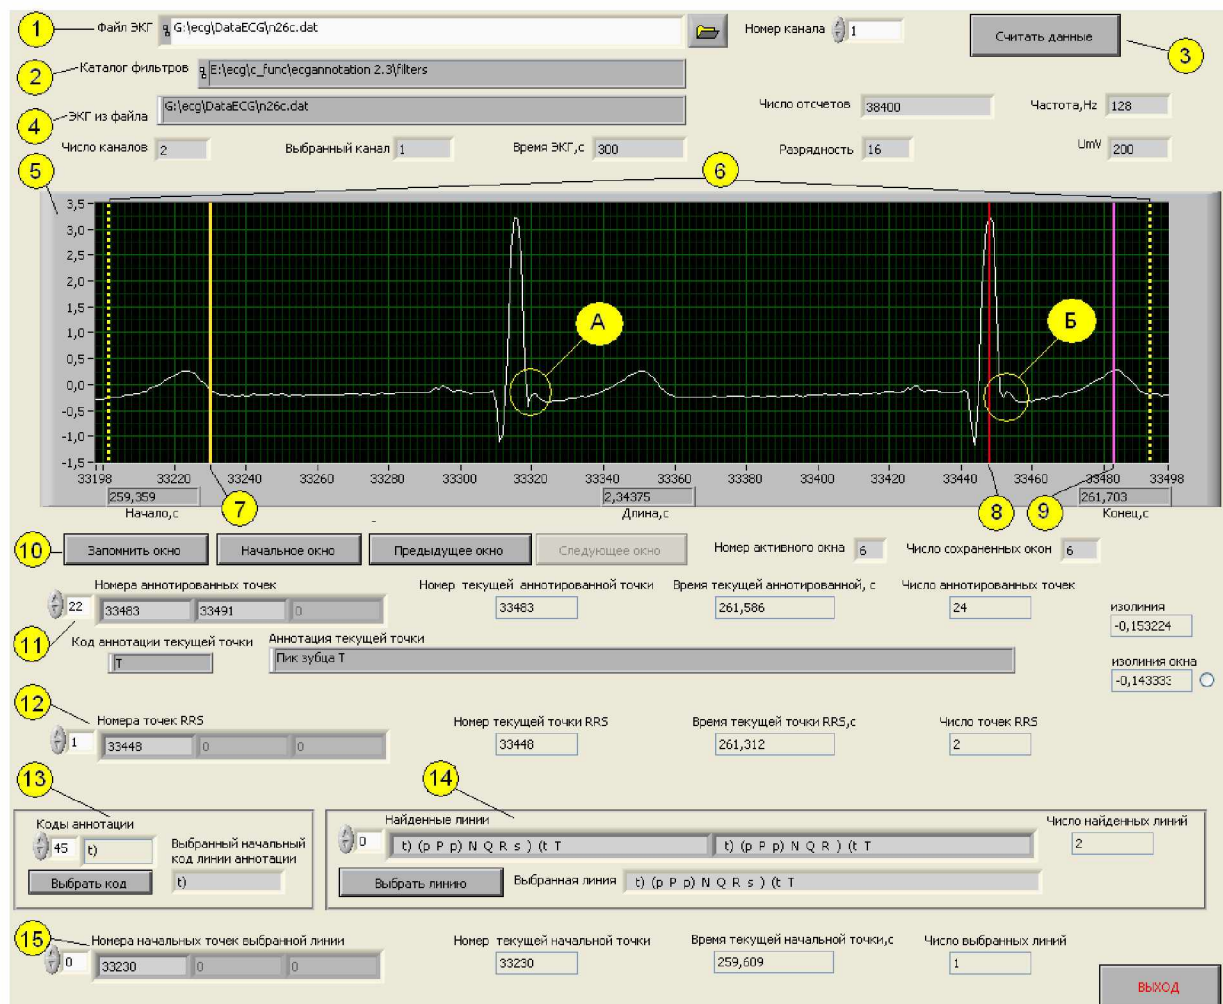 1
Файл ЭКГ G:\ecg\DataECG\n26c.dat
Номер канала 1
Считать данные
3
2
Каталог фильтров E:\ecg\c_func\ecgannotation 2.3\filters
4
ЭКГ из файла G:\ecg\DataECG\n26c.dat
Число отсчетов 38400
Частота,Hz 128
Число каналов 2
Выбранный канал 1
Время ЭКГ,с 300
Разрядность 16
UmV 200
5
6
3,5
3,0
2,5
2,0
1,5
1,0
0,5
0,0
-0,5
-1,0
-1,5
А
Б
33198 33220 33240 33260 33280 33300 33320 33340 33360 33380 33400 33420 33440 33460 33480 33498
259,359
2,34375
261,703
Начало,с
7
Длина,с
8
9
Конец,с
10
Запомнить окно
Начальное окно
Предыдущее окно
Следующее окно
Номер активного окна 6
Число сохраненных окон 6
Номера аннотированных точек
Номер текущей аннотированной точки
Время текущей аннотированной, с
Число аннотированных точек
22 33483 33491 0
33483
261,586
24
изолиния
-0,153224
11
Код аннотации текущей точки
Аннотация текущей точки
T
Пик зубца Т
изолиния окна
-0,143333
12
Номера точек RRS
Номер текущей точки RRS
Время текущей точки RRS,с
Число точек RRS
1 33448 0 0
33448
261,312
2
13
14
Коды аннотации
45 t)
Выбранный начальный
код линии аннотации
Выбрать код
t)
Найденные линии
Число найденных линий
0 t) (p P p) N Q R s ) (t T
t) (p P p) N Q R ) (t T
2
Выбрать линию
Выбранная линия t) (p P p) N Q R s ) (t T
15
Номера начальных точек выбранной линии
Номер текущей начальной точки
Время текущей начальной точки,с
Число выбранных линий
0 33230 0 0
33230
259,609
1
ВЫХОД